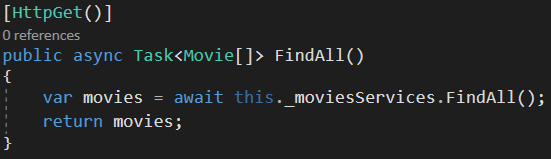 [HttpGet()]
0 references
public async Task<Movie[]> FindAll()
{
var movies = await this._moviesServices.FindAll();
return movies;
}